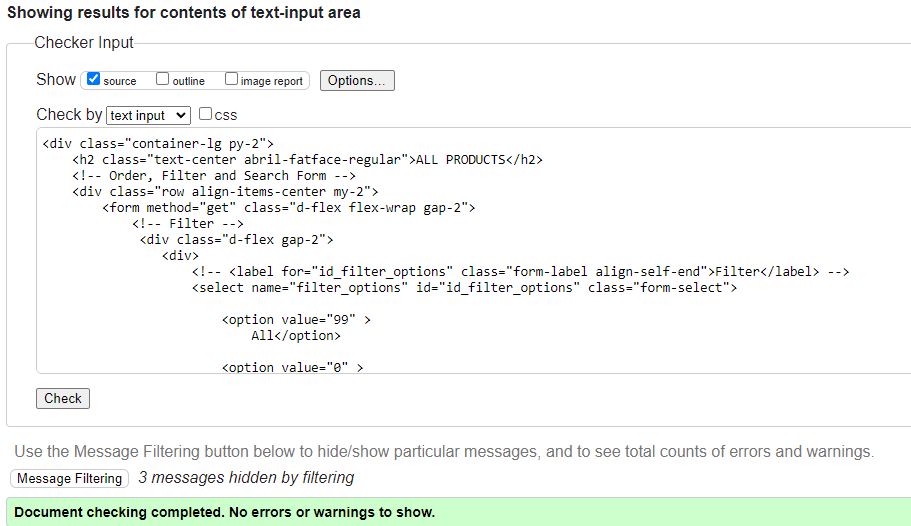 Showing results for contents of text-input area
Checker Input
Show source outline image report Options...
Check by text input css
<div class="container-lg py-2">
<h2 class="text-center abril-fatface-regular">ALL PRODUCTS</h2>
<!-- Order, Filter and Search Form -->
<div class="row align-items-center my-2">
<form method="get" class="d-flex flex-wrap gap-2">
<!-- Filter -->
<div class="d-flex gap-2">
<div>
<!-- <label for="id_filter_options" class="form-label align-self-end">Filter</label> -->
<select name="filter_options" id="id_filter_options" class="form-select">
<option value="99" >
All</option>
<option value="0" >
Check
Use the Message Filtering button below to hide/show particular messages, and to see total counts of errors and warnings.
Message Filtering 3 messages hidden by filtering
Document checking completed. No errors or warnings to show.